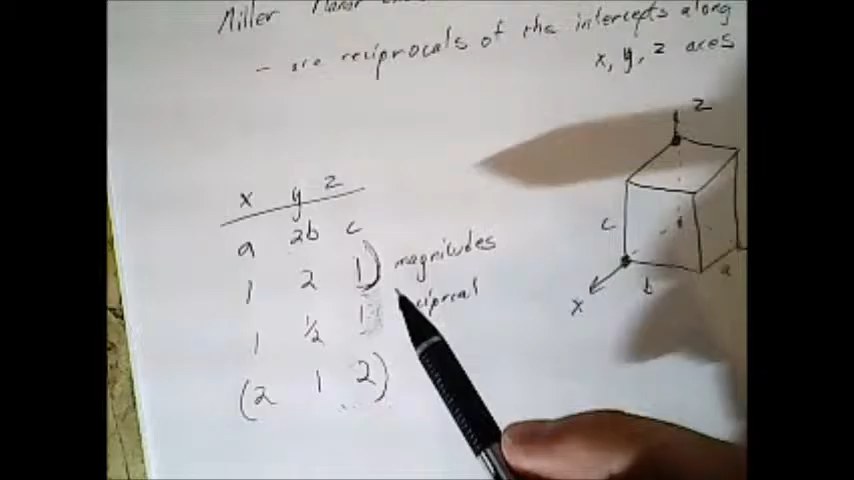 Miller
- are reciprocals of the intercepts along
x, y, z axes
z
x y z
a 2b c
c
1 2 1) magnitudes
a
b
x
1 1/2 1
(2 1 2)